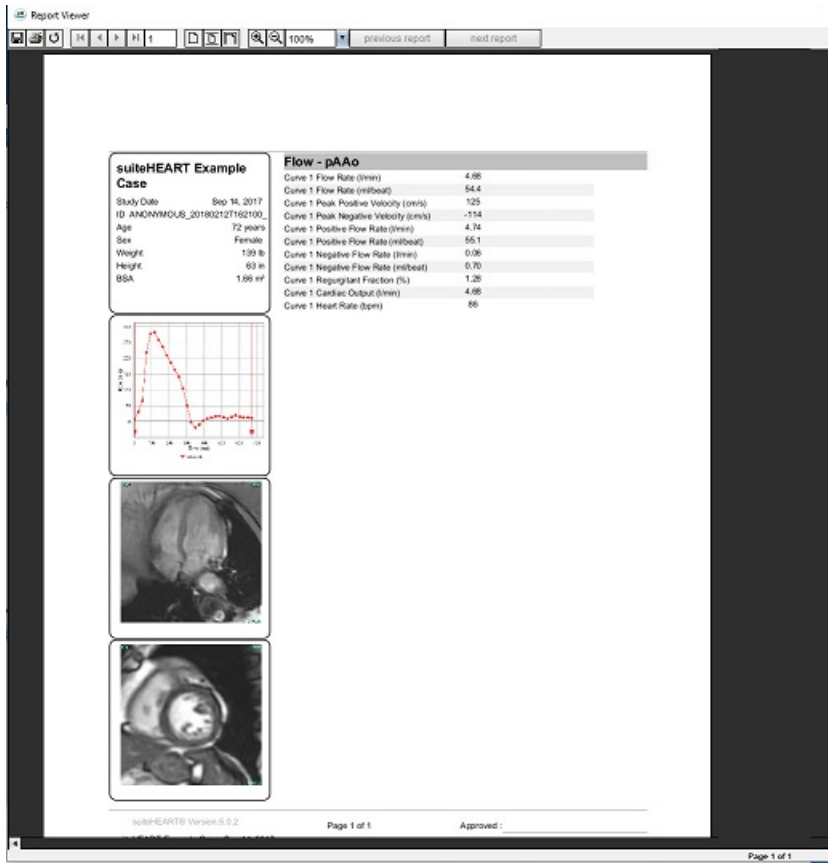 Report Viewer
1
100%
previous report
next report
suiteHEART Example
Case
Study Date Sep 14, 2017
ID ANONYMOUS_20180212T162100_
Age 72 years
Sex Female
Weight 139 lb
Height 63 in
BSA 1.66 m²
Flow - pAAo
Curve 1 Flow Rate (l/min) 4.68
Curve 1 Flow Rate (ml/beat) 54.4
Curve 1 Peak Positive Velocity (cm/s) 125
Curve 1 Peak Negative Velocity (cm/s) -114
Curve 1 Positive Flow Rate (l/min) 4.74
Curve 1 Positive Flow Rate (ml/beat) 55.1
Curve 1 Negative Flow Rate (l/min) 0.06
Curve 1 Negative Flow Rate (ml/beat) 0.70
Curve 1 Regurgitant Fraction (%) 1.28
Curve 1 Cardiac Output (l/min) 4.68
Curve 1 Heart Rate (bpm) 86
suiteHEART® Version 5.0.2
Page 1 of 1
Approved :
Page 1 of 1